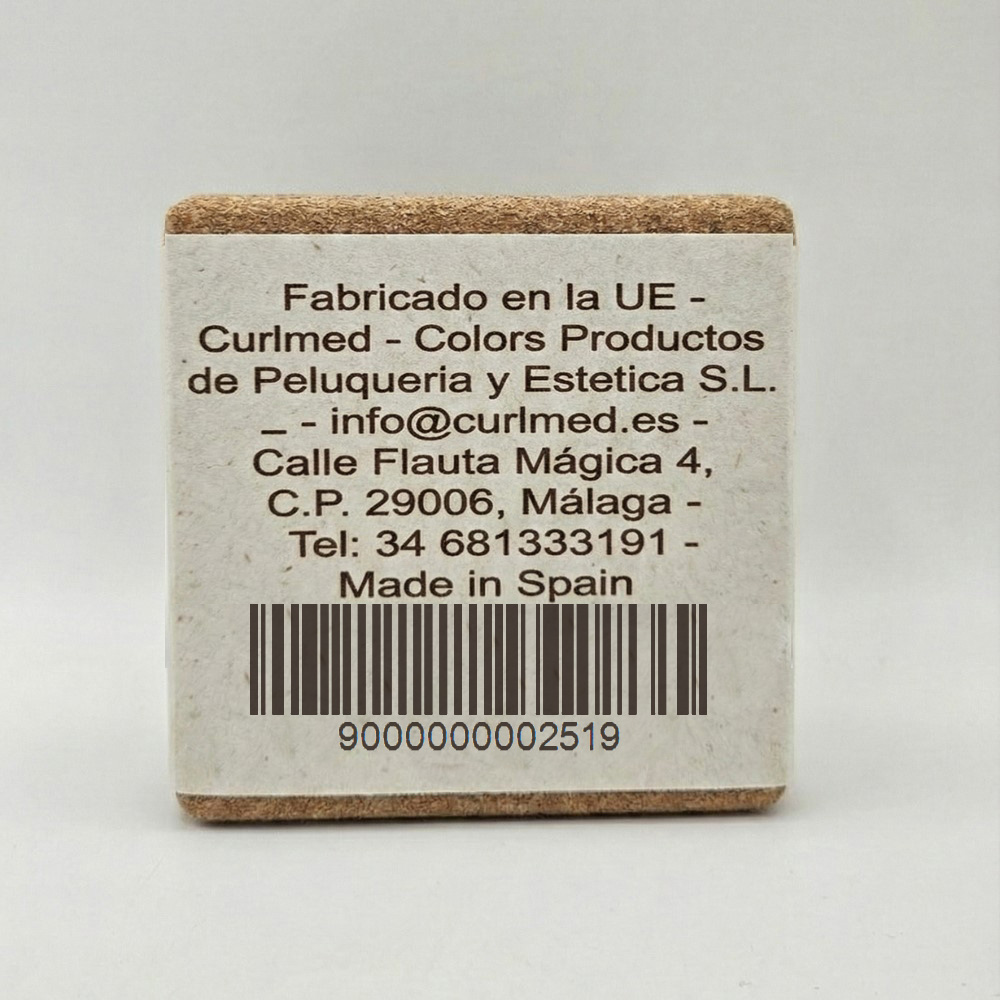 Fabricado en la UE -
Curlmed - Colors Productos
de Peluqueria y Estetica S.L.
_ - info@curlmed.es -
Calle Flauta Mágica 4,
C.P. 29006, Málaga -
Tel: 34 681333191 -
Made in Spain
9000000002519